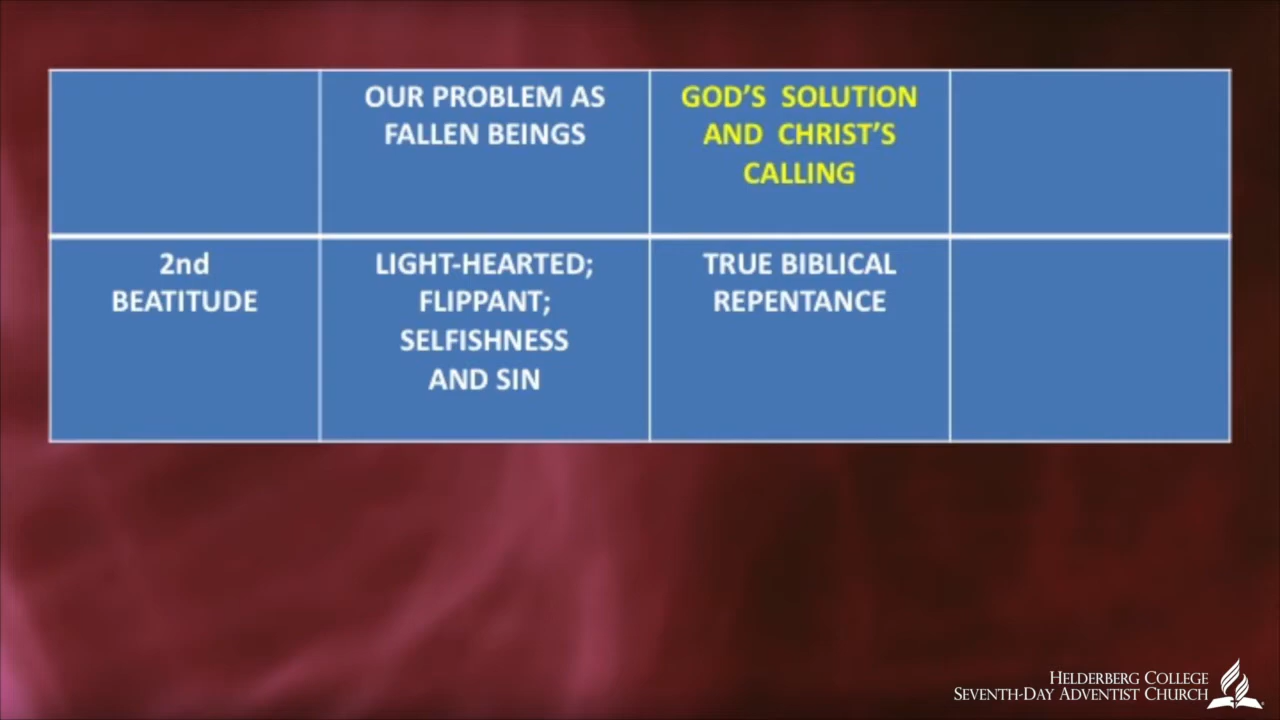 OUR PROBLEM AS
FALLEN BEINGS
GOD’S SOLUTION
AND CHRIST’S
CALLING
2nd
BEATITUDE
LIGHT-HEARTED;
FLIPPANT;
SELFISHNESS
AND SIN
TRUE BIBLICAL
REPENTANCE
HELDERBERG COLLEGE
SEVENTH-DAY ADVENTIST CHURCH